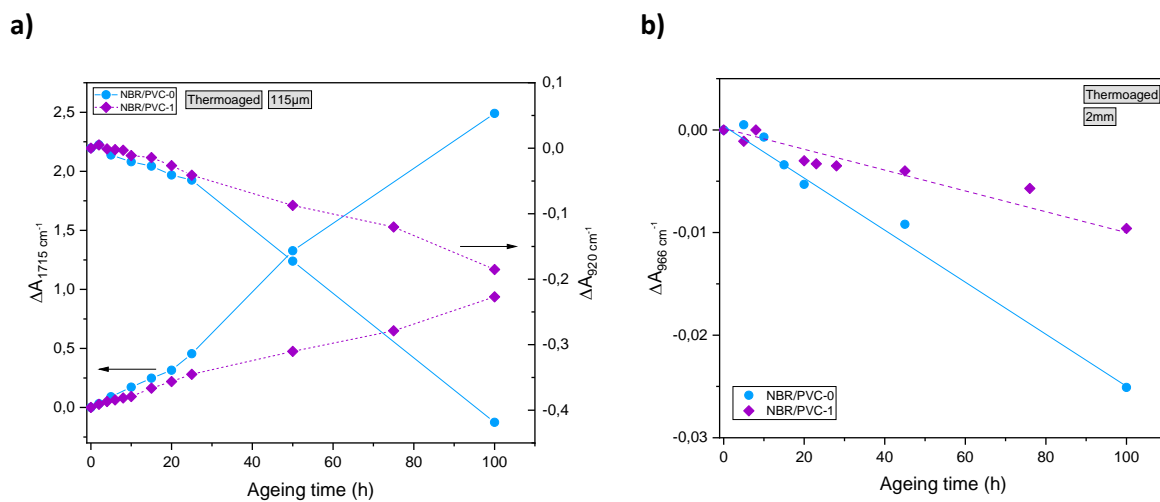 a)
b)
NBR/PVC-0
NBR/PVC-1
Thermoaged
115µm
2,5
2,0
1,5
1,0
0,5
0,0
ΔA1715 cm-1
0,1
0,0
-0,1
-0,2
-0,3
-0,4
ΔA920 cm-1
0
20
40
60
80
100
Ageing time (h)
Thermoaged
2mm
0,00
-0,01
-0,02
-0,03
ΔA966 cm-1
NBR/PVC-0
NBR/PVC-1
0
20
40
60
80
100
Ageing time (h)